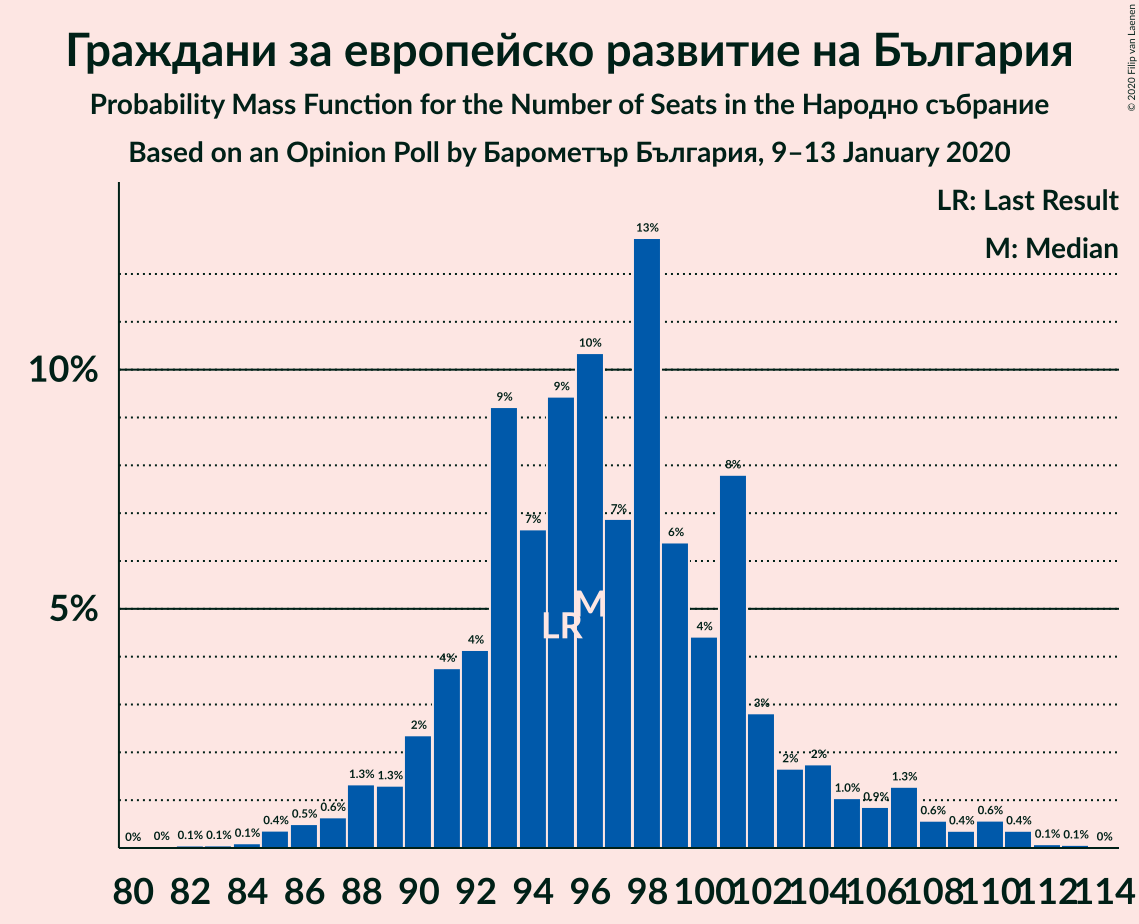 Граждани за европейско развитие на България
Probability Mass Function for the Number of Seats in the Народно събрание
Based on an Opinion Poll by Барометър България, 9–13 January 2020
© 2020 Filip van Laenen
LR: Last Result
M: Median
10%
5%
0% 0% 0.1% 0.1% 0.1% 0.4% 0.5% 0.6% 1.3% 1.3% 2% 4% 4% 9% 7% 9% 10% 7% 13% 6% 4% 8% 3% 2% 2% 1.0% 0.9% 1.3% 0.6% 0.4% 0.6% 0.4% 0.1% 0.1% 0%
LR M
80 82 84 86 88 90 92 94 96 98 100 102 104 106 108 110 112 114